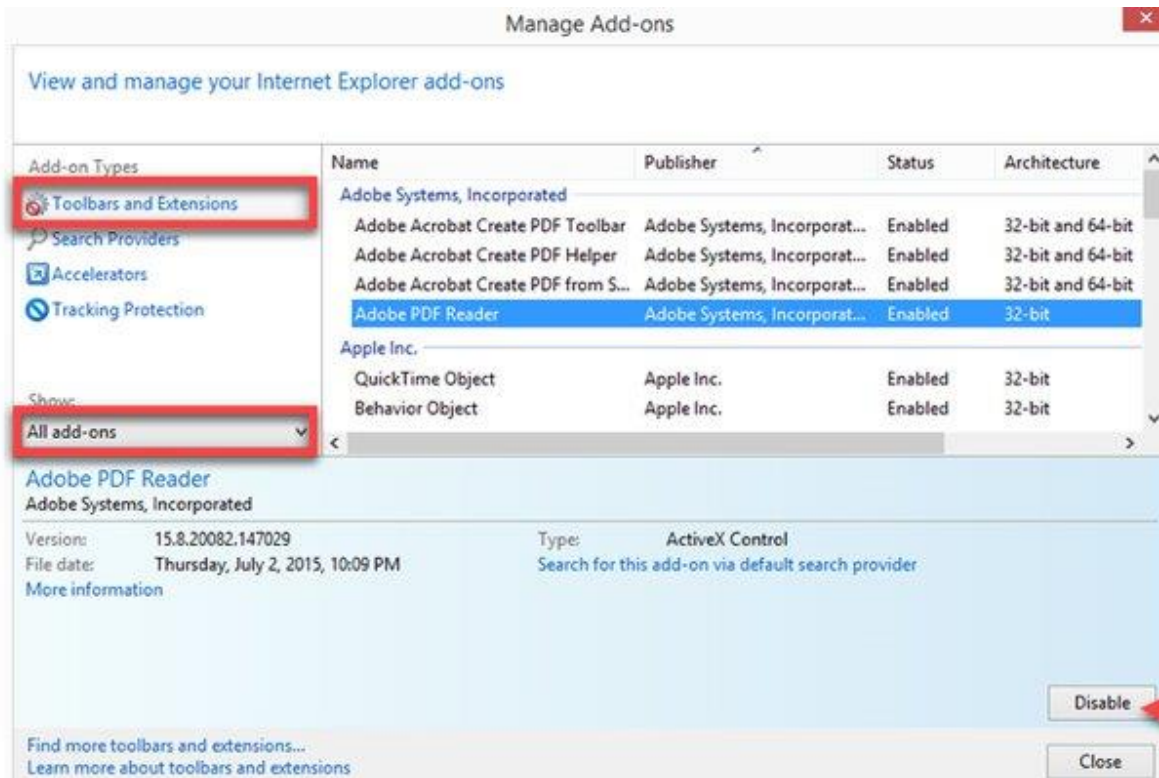 Manage Add-ons
View and manage your Internet Explorer add-ons
Add-on Types
Toolbars and Extensions
Search Providers
Accelerators
Tracking Protection
Show:
All add-ons
Name Publisher Status Architecture
Adobe Systems, Incorporated
Adobe Acrobat Create PDF Toolbar Adobe Systems, Incorporat... Enabled 32-bit and 64-bit
Adobe Acrobat Create PDF Helper Adobe Systems, Incorporat... Enabled 32-bit and 64-bit
Adobe Acrobat Create PDF from S... Adobe Systems, Incorporat... Enabled 32-bit and 64-bit
Adobe PDF Reader Adobe Systems, Incorporat... Enabled 32-bit
Apple Inc.
QuickTime Object Apple Inc. Enabled 32-bit
Behavior Object Apple Inc. Enabled 32-bit
Adobe PDF Reader
Adobe Systems, Incorporated
Version: 15.8.20082.147029 Type: ActiveX Control
File date: Thursday, July 2, 2015, 10:09 PM Search for this add-on via default search provider
More information
Disable
Find more toolbars and extensions...
Learn more about toolbars and extensions
Close